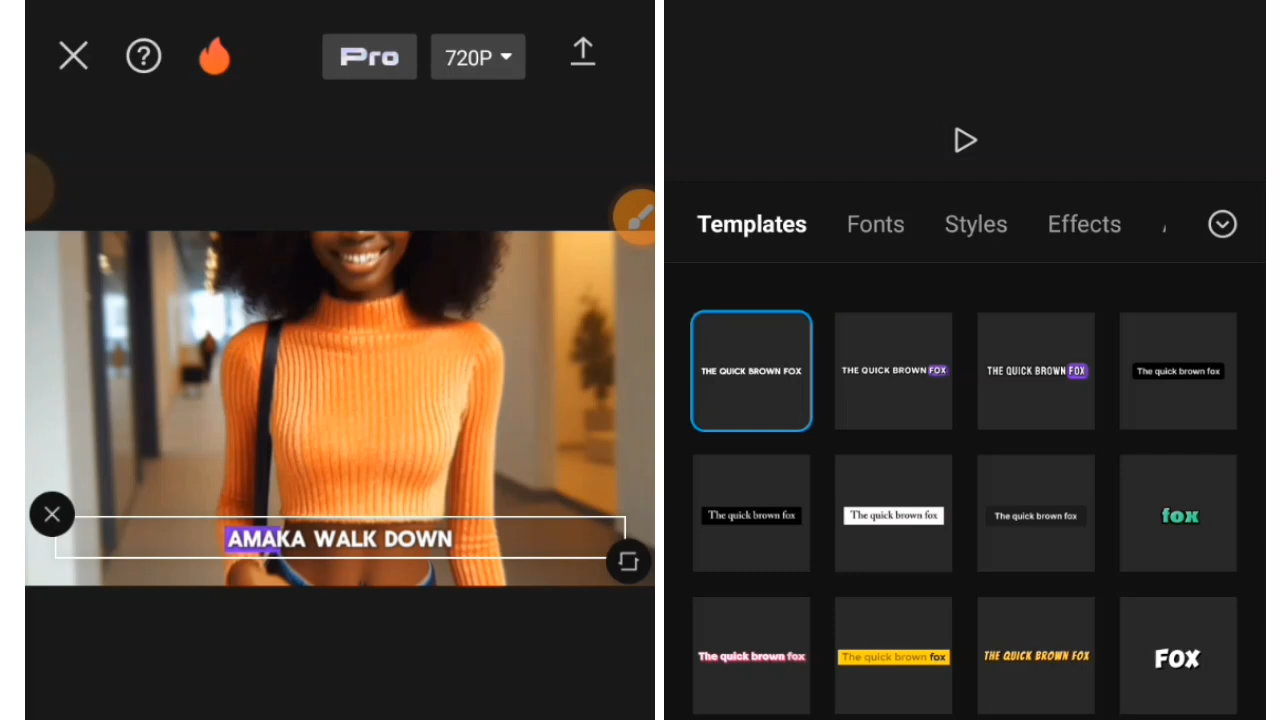 Pro 720P
AMAKA WALK DOWN
Templates Fonts Styles Effects
THE QUICK BROWN FOX
THE QUICK BROWN FOX
THE QUICK BROWN FOX
The quick brown fox
The quick brown fox
The quick brown fox
The quick brown fox
fox
The quick brown fox
The quick brown fox
THE QUICK BROWN FOX
FOX